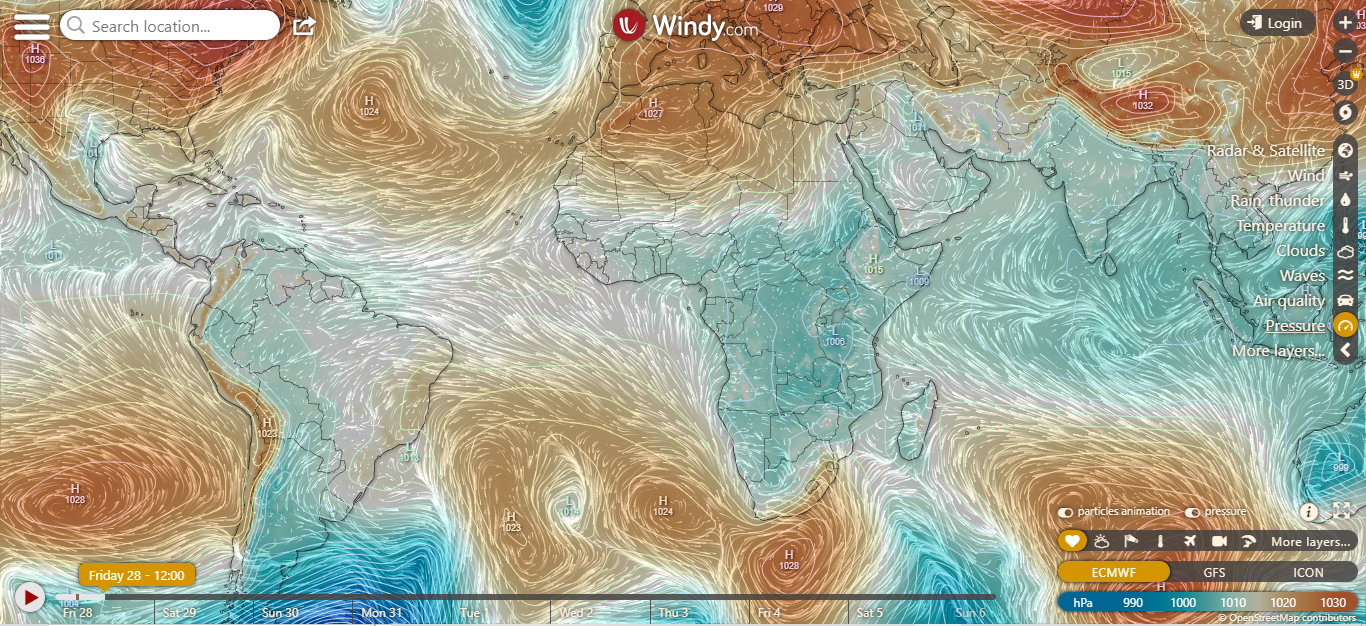 Search location...
Windy.com
Login
H
1029
H
1036
H
1024
H
1027
L
1015
H
1032
3D
L
1011
Radar & Satellite
Wind
Rain, thunder
Temperature
Clouds
Waves
Air quality
Pressure
More layers...
H
1015
L
1009
L
1006
H
1023
L
1013
H
1028
H
1023
H
1024
L
999
H
1028
particles animation
pressure
More layers...
Friday 28 - 12:00
ECMWF
GFS
ICON
H
1004
Fri 28
Sat 29
Sun 30
Mon 31
Tue 1
Wed 2
Thu 3
Fri 4
Sat 5
Sun 6
hPa
990
1000
1010
1020
1030
© OpenStreetMap contributors